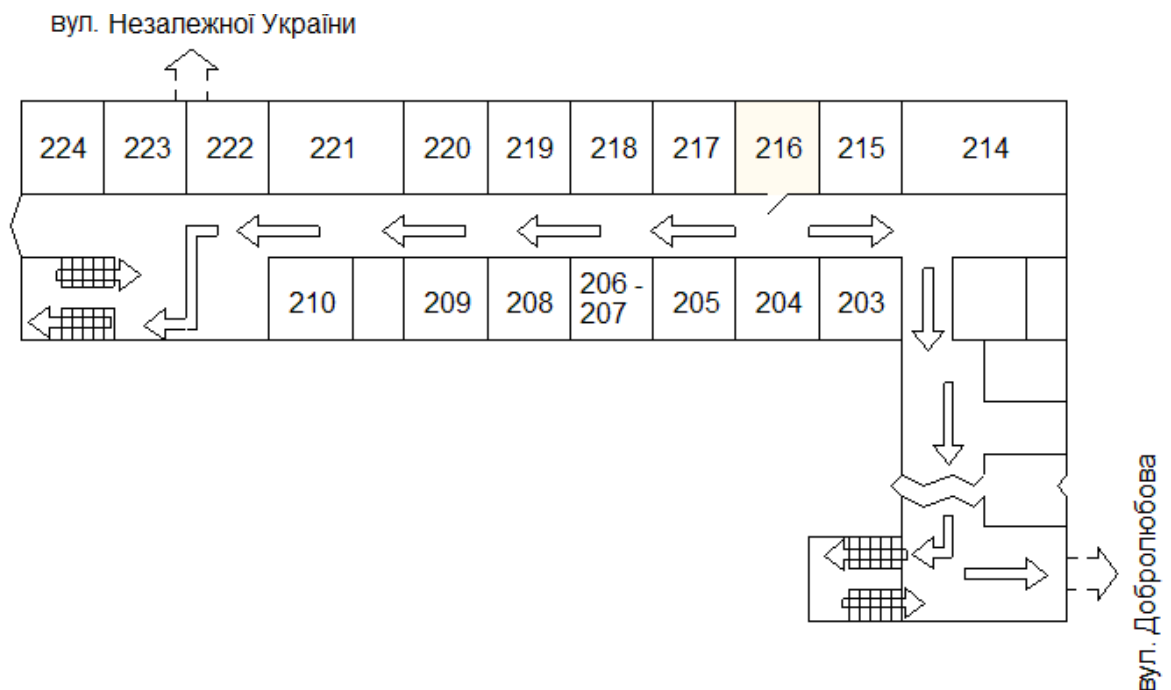 вул. Незалежної України
224 223 222 221 220 219 218 217 216 215 214
210 209 208 206 - 207 205 204 203
вул. Добролюбова